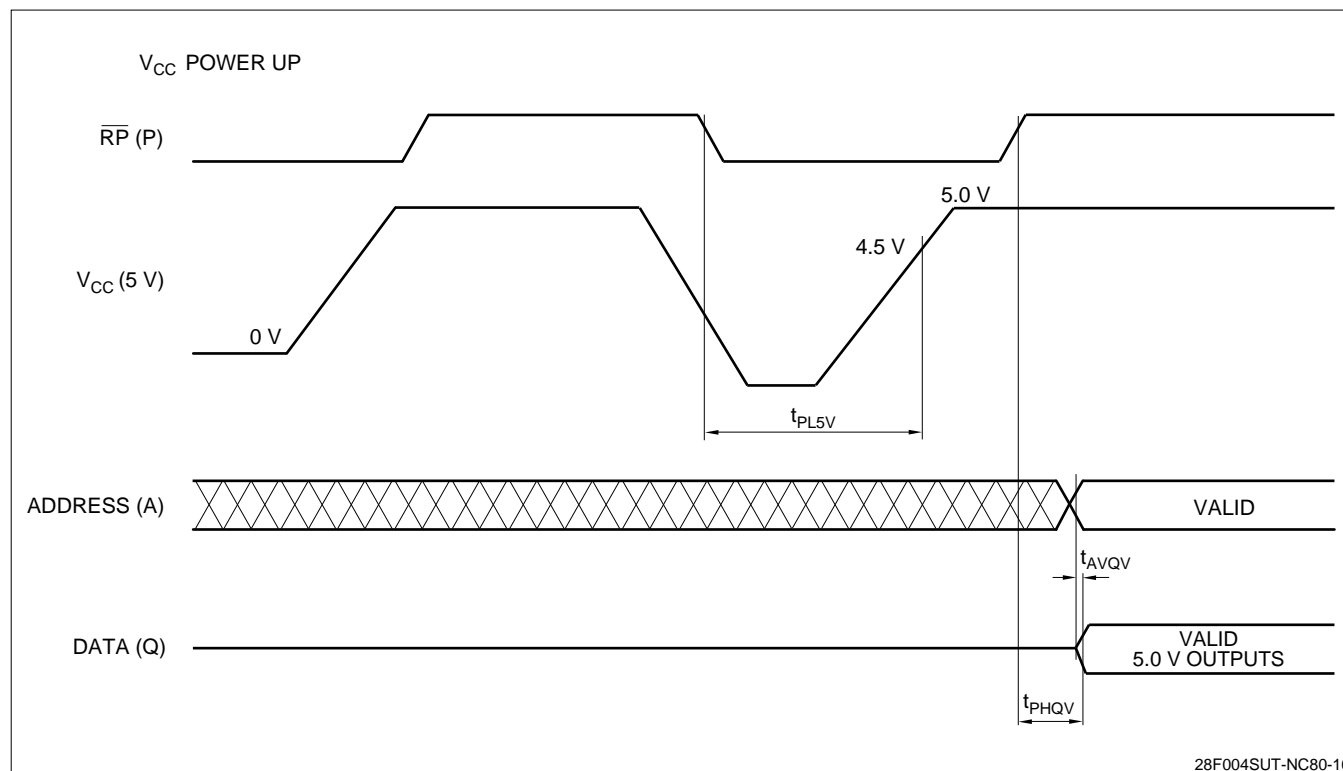 VCC POWER UP
RP (P)
5.0 V
4.5 V
VCC (5 V)
0 V
tPL5V
ADDRESS (A)
VALID
tAVQV
DATA (Q)
VALID
5.0 V OUTPUTS
tPHQV